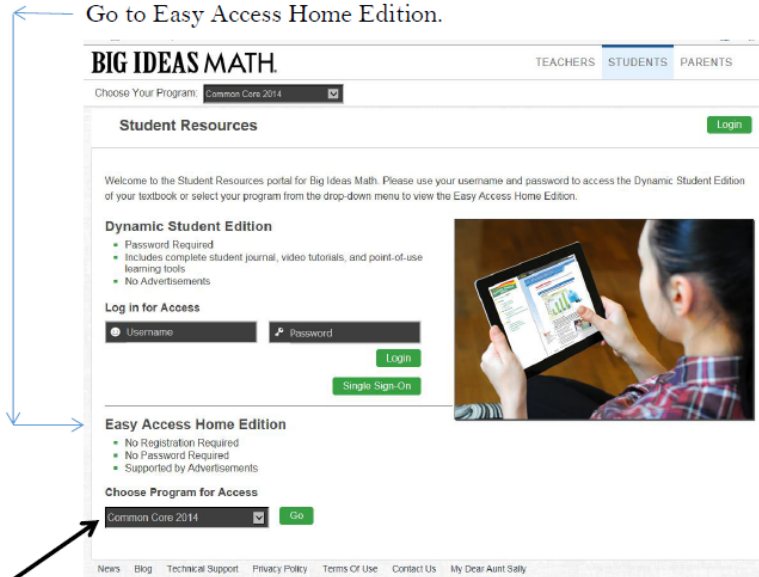 Go to Easy Access Home Edition.
BIG IDEAS MATH.
TEACHERS STUDENTS PARENTS
Choose Your Program: Common Core 2014
Student Resources
Login
Welcome to the Student Resources portal for Big Ideas Math. Please use your username and password to access the Dynamic Student Edition
of your textbook or select your program from the drop-down menu to view the Easy Access Home Edition.
Dynamic Student Edition
Password Required
Includes complete student journal, video tutorials, and point-of-use
learning tools
No Advertisements
Log in for Access
Username Password
Login
Single Sign-On
Easy Access Home Edition
No Registration Required
No Password Required
Supported by Advertisements
Choose Program for Access
Common Core 2014 Go
News Blog Technical Support Privacy Policy Terms Of Use Contact Us My Dear Aunt Sally